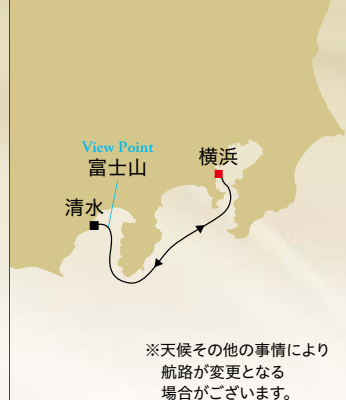 View Point
富士山
横浜
清水
※天候その他の事情により
航路が変更となる
場合がございます。